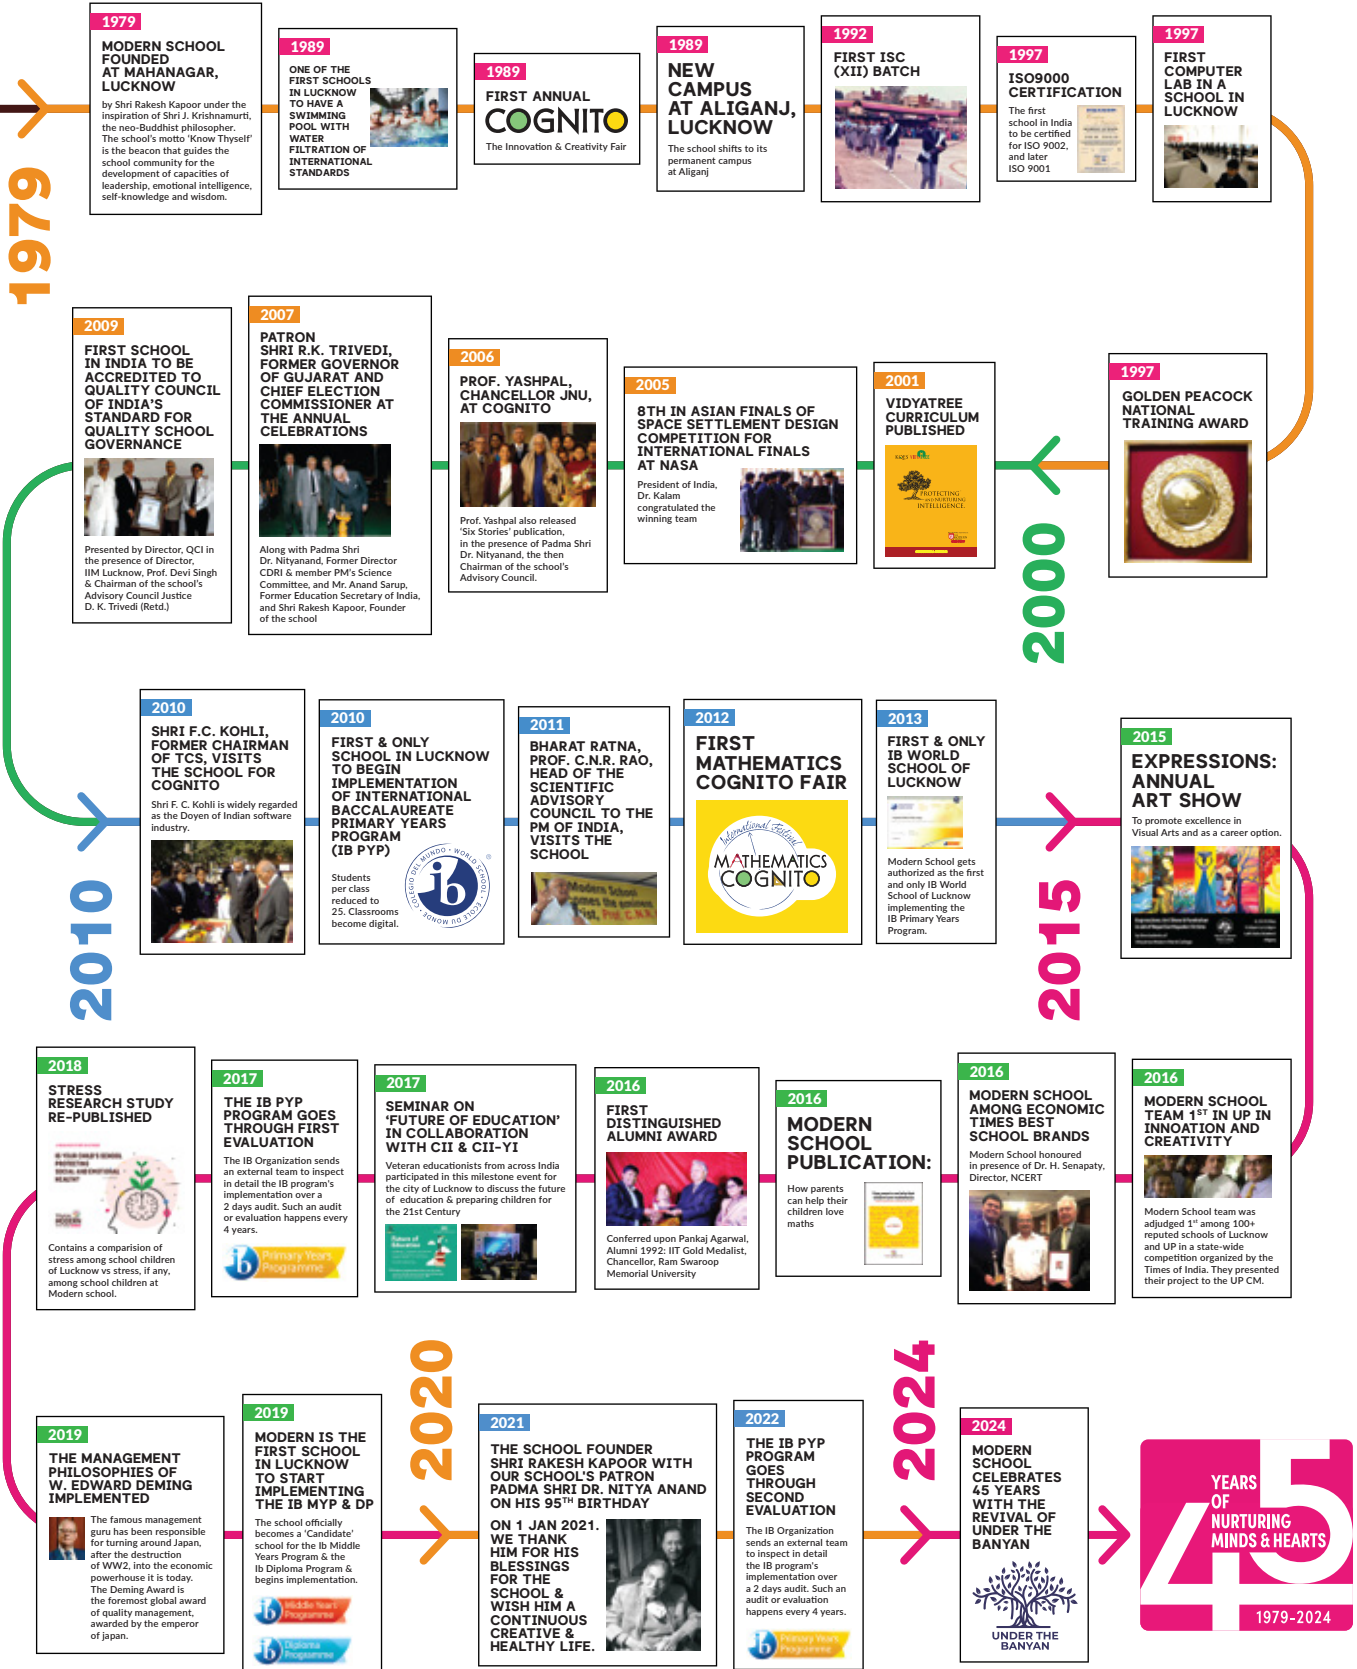 1979
1979
MODERN SCHOOL
FOUNDED
AT MAHANAGAR,
LUCKNOW
by Shri Rakesh Kapoor under the
inspiration of Shri J. Krishnamurti,
the neo-Buddhist philosopher.
The school's motto 'Know Thyself'
is the beacon that guides the
school community for the
development of capacities of
leadership, emotional intelligence,
self-knowledge and wisdom.
1989
ONE OF THE
FIRST SCHOOLS
IN LUCKNOW
TO HAVE A
SWIMMING
POOL WITH
WATER
FILTRATION OF
INTERNATIONAL
STANDARDS
1989
FIRST ANNUAL
COGNITO
The Innovation & Creativity Fair
1989
NEW
CAMPUS
AT ALIGANJ,
LUCKNOW
The school shifts to its
permanent campus
at Aliganj
1992
FIRST ISC
(XII) BATCH
1997
ISO9000
CERTIFICATION
The first
school in India
to be certified
for ISO 9002,
and later
ISO 9001
1997
FIRST
COMPUTER
LAB IN A
SCHOOL IN
LUCKNOW
1997
GOLDEN PEACOCK
NATIONAL
TRAINING AWARD
2000
2001
VIDYATREE
CURRICULUM
PUBLISHED
PROTECTING
AND NURTURING
INTELLIGENCE
2005
8TH IN ASIAN FINALS OF
SPACE SETTLEMENT DESIGN
COMPETITION FOR
INTERNATIONAL FINALS
AT NASA
President of India,
Dr. Kalam
congratulated the
winning team
2006
PROF. YASHPAL,
CHANCELLOR JNU,
AT COGNITO
Prof. Yashpal also released
'Six Stories' publication,
in the presence of Padma Shri
Dr. Nityanand, the then
Chairman of the school's
Advisory Council.
2007
PATRON
SHRI R.K. TRIVEDI,
FORMER GOVERNOR
OF GUJARAT AND
CHIEF ELECTION
COMMISSIONER AT
THE ANNUAL
CELEBRATIONS
Along with Padma Shri
Dr. Nityanand, Former Director
CDRI & member PM's Science
Committee, and Mr. Anand Sarup,
Former Education Secretary of India,
and Shri Rakesh Kapoor, Founder
of the school
2009
FIRST SCHOOL
IN INDIA TO BE
ACCREDITED TO
QUALITY COUNCIL
OF INDIA'S
STANDARD FOR
QUALITY SCHOOL
GOVERNANCE
Presented by Director, QCI in
the presence of Director,
IIM Lucknow, Prof. Devi Singh
& Chairman of the school's
Advisory Council Justice
D. K. Trivedi (Retd.)
2010
2010
SHRI F.C. KOHLI,
FORMER CHAIRMAN
OF TCS, VISITS
THE SCHOOL FOR
COGNITO
Shri F. C. Kohli is widely regarded
as the Doyen of Indian software
industry.
2010
FIRST & ONLY
SCHOOL IN LUCKNOW
TO BEGIN
IMPLEMENTATION
OF INTERNATIONAL
BACCALAUREATE
PRIMARY YEARS
PROGRAM
(IB PYP)
Students
per class
reduced to
25. Classrooms
become digital.
COLEGIO DEL MUNDO · WORLD SCHOOL · ECOLE DU MONDE ·
ib
®
2011
BHARAT RATNA,
PROF. C.N.R. RAO,
HEAD OF THE
SCIENTIFIC
ADVISORY
COUNCIL TO THE
PM OF INDIA,
VISITS THE
SCHOOL
Modern School
2012
FIRST
MATHEMATICS
COGNITO FAIR
International Festival
MATHEMATICS
COGNITO
2013
FIRST & ONLY
IB WORLD
SCHOOL OF
LUCKNOW
Modern School gets
authorized as the first
and only IB World
School of Lucknow
implementing the
IB Primary Years
Program.
2015
2015
EXPRESSIONS:
ANNUAL
ART SHOW
To promote excellence in
Visual Arts and as a career option.
2016
MODERN SCHOOL
TEAM 1ST IN UP IN
INNOATION AND
CREATIVITY
Modern School team was
adjudged 1st among 100+
reputed schools of Lucknow
and UP in a state-wide
competition organized by the
Times of India. They presented
their project to the UP CM.
2016
MODERN SCHOOL
AMONG ECONOMIC
TIMES BEST
SCHOOL BRANDS
Modern School honoured
in presence of Dr. H. Senapaty,
Director, NCERT
2016
MODERN
SCHOOL
PUBLICATION:
How parents
can help their
children love
maths
2016
FIRST
DISTINGUISHED
ALUMNI AWARD
Conferred upon Pankaj Agarwal,
Alumni 1992: IIT Gold Medalist,
Chancellor, Ram Swaroop
Memorial University
2017
SEMINAR ON
'FUTURE OF EDUCATION'
IN COLLABORATION
WITH CII & CII-YI
Veteran educationists from across India
participated in this milestone event for
the city of Lucknow to discuss the future
of education & preparing children for
the 21st Century
Future of
Education
2017
THE IB PYP
PROGRAM GOES
THROUGH FIRST
EVALUATION
The IB Organization sends
an external team to inspect
in detail the IB program's
implementation over a
2 days audit. Such an audit
or evaluation happens every
4 years.
ib Primary Years
Programme
2018
STRESS
RESEARCH STUDY
RE-PUBLISHED
IS YOUR CHILD'S SCHOOL
PROTECTING
SOCIAL AND EMOTIONAL
HEALTH?
MODERN
Contains a comparision of
stress among school children
of Lucknow vs stress, if any,
among school children at
Modern school.
2019
THE MANAGEMENT
PHILOSOPHIES OF
W. EDWARD DEMING
IMPLEMENTED
The famous management
guru has been responsible
for turning around Japan,
after the destruction
of WW2, into the economic
powerhouse it is today.
The Deming Award is
the foremost global award
of quality management,
awarded by the emperor
of japan.
2019
MODERN IS THE
FIRST SCHOOL
IN LUCKNOW
TO START
IMPLEMENTING
THE IB MYP & DP
The school officially
becomes a 'Candidate'
school for the Ib Middle
Years Program & the
Ib Diploma Program &
begins implementation.
ib Middle Years
Programme
ib Diploma
Programme
2020
2021
THE SCHOOL FOUNDER
SHRI RAKESH KAPOOR WITH
OUR SCHOOL'S PATRON
PADMA SHRI DR. NITYA ANAND
ON HIS 95TH BIRTHDAY
ON 1 JAN 2021.
WE THANK
HIM FOR HIS
BLESSINGS
FOR THE
SCHOOL &
WISH HIM A
CONTINUOUS
CREATIVE &
HEALTHY LIFE.
2022
THE IB PYP
PROGRAM
GOES
THROUGH
SECOND
EVALUATION
The IB Organization
sends an external team
to inspect in detail
the IB program's
implementation over
a 2 days audit. Such an
audit or evaluation
happens every 4 years.
ib Primary Years
Programme
2024
2024
MODERN
SCHOOL
CELEBRATES
45 YEARS
WITH THE
REVIVAL OF
UNDER THE
BANYAN
UNDER THE
BANYAN
45
YEARS
OF
NURTURING
MINDS & HEARTS
1979-2024